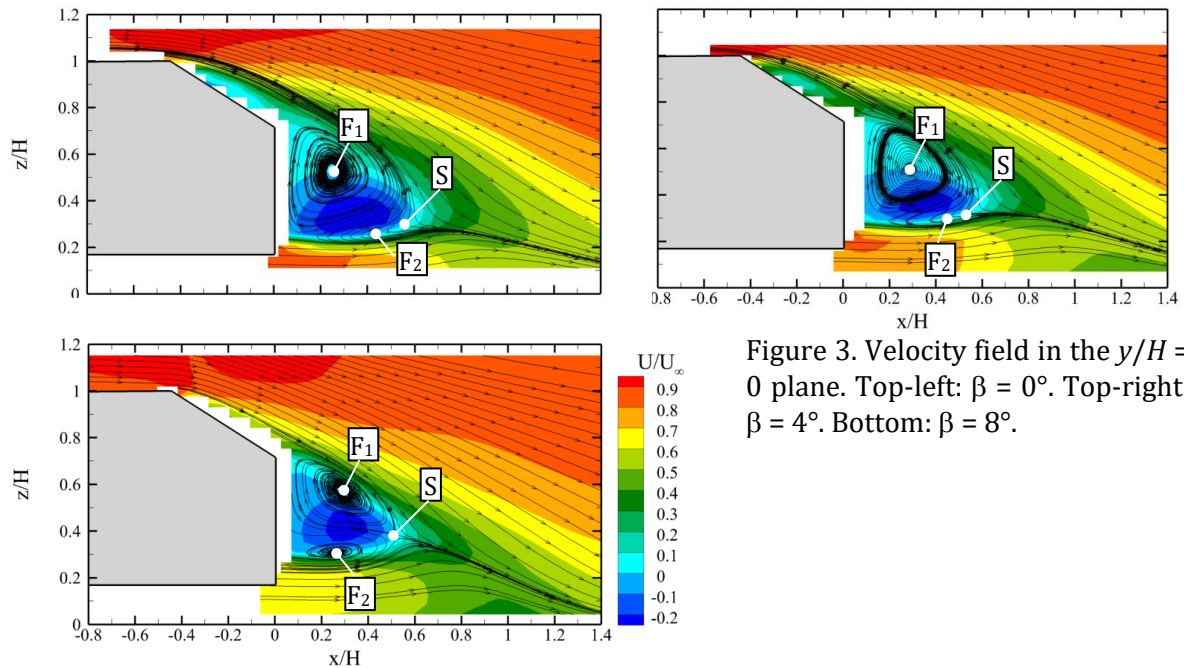 1.2
1
0.8
0.6
0.4
0.2
0
z/H
F1
S
F2
F1
S
F2
0.8 -0.6 -0.4 -0.2 0 0.2 0.4 0.6 0.8 1 1.2 1.4
x/H
1.2
1
0.8
0.6
0.4
0.2
0
z/H
F1
S
F2
-0.8 -0.6 -0.4 -0.2 0 0.2 0.4 0.6 0.8 1 1.2 1.4
x/H
U/U∞
0.9
0.8
0.7
0.6
0.5
0.4
0.3
0.2
0.1
0
-0.1
-0.2
Figure 3. Velocity field in the y/H =
0 plane. Top-left: β = 0°. Top-right
β = 4°. Bottom: β = 8°.